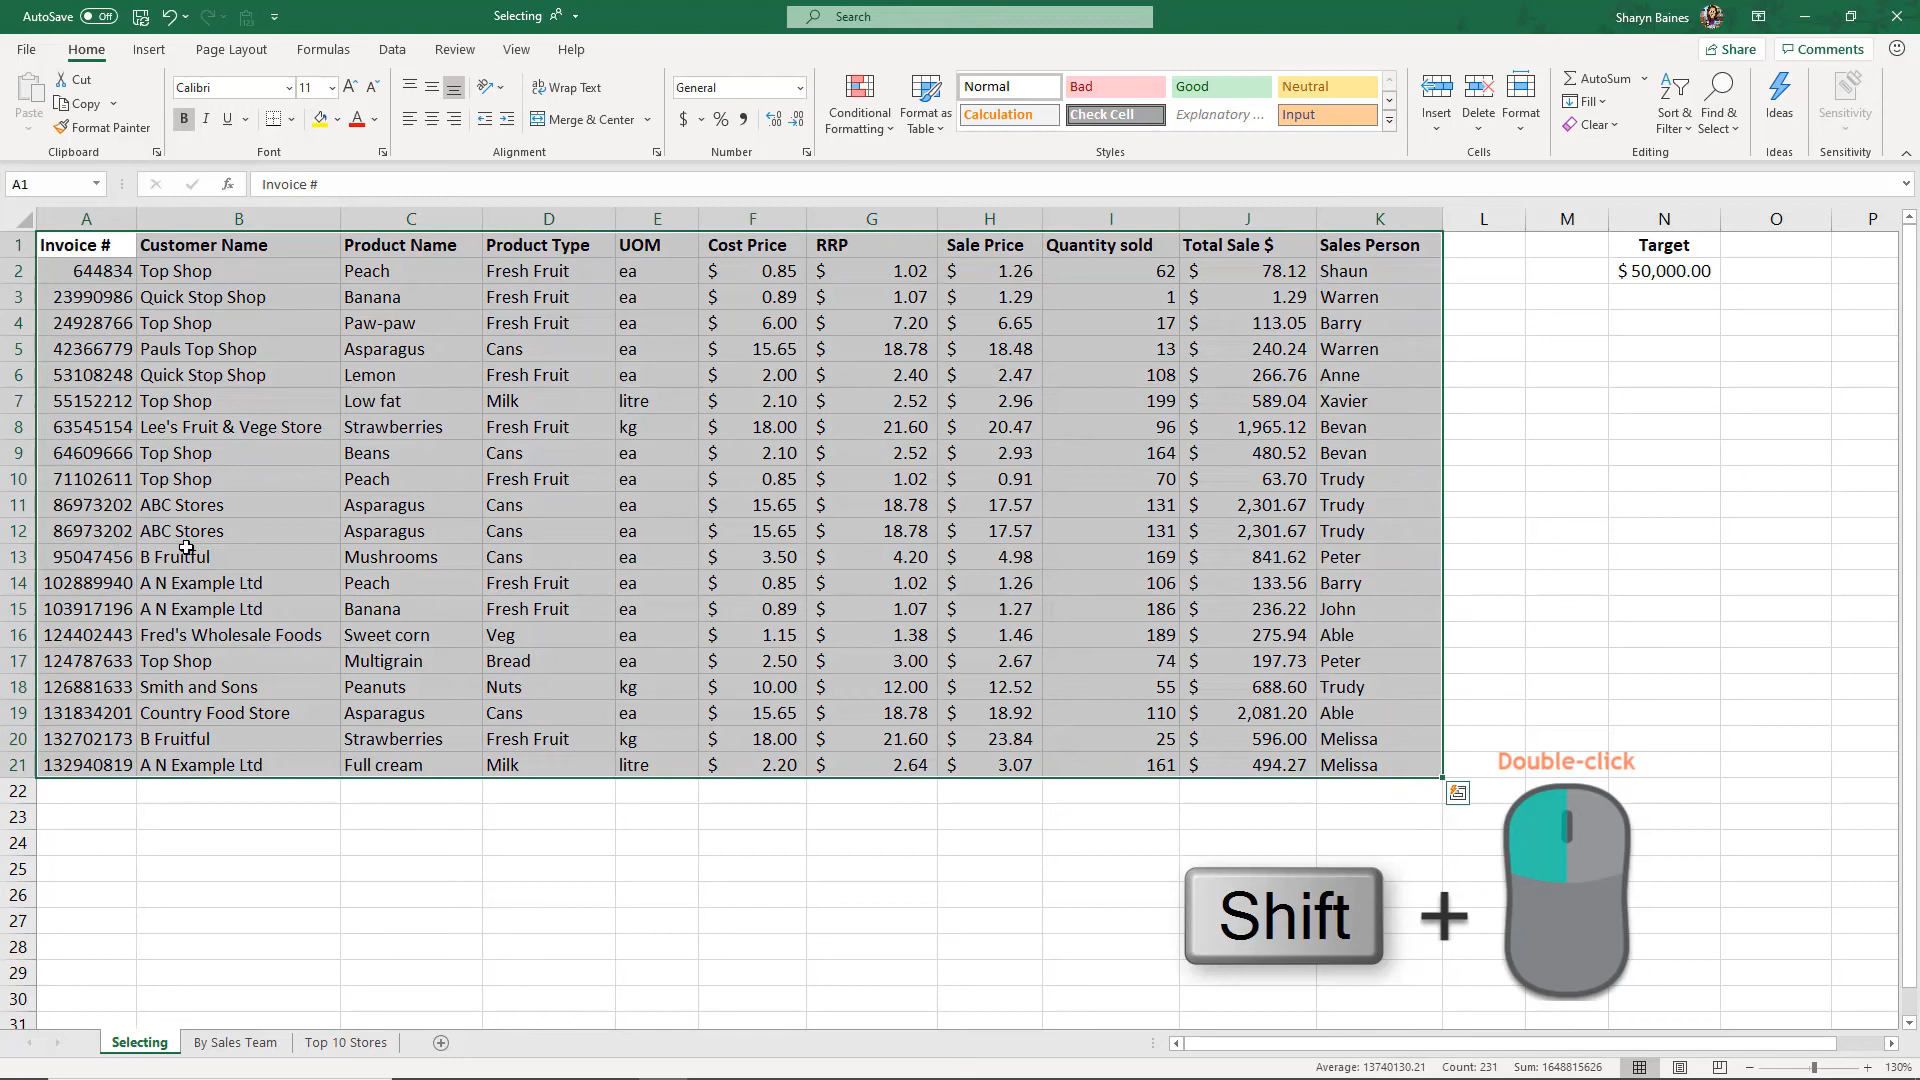 AutoSave Off Selecting Search Sharyn Baines
File Home Insert Page Layout Formulas Data Review View Help Share Comments
Paste Cut Copy Format Painter Clipboard
Calibri 11 A A B I U A Font
Wrap Text Merge & Center Alignment
General $ % Number
Conditional Formatting Format as Table Normal Bad Good Neutral
Calculation Check Cell Explanatory ... Input
Styles
Insert Delete Format Cells
AutoSum Fill Clear Sort & Filter Find & Select Editing
Ideas Ideas
Sensitivity Sensitivity
A1 fx Invoice #
A B C D E F G H I J K L M N O P
1 Invoice # Customer Name Product Name Product Type UOM Cost Price RRP Sale Price Quantity sold Total Sale $ Sales Person Target
2 644834 Top Shop Peach Fresh Fruit ea $ 0.85 $ 1.02 $ 1.26 62 $ 78.12 Shaun $ 50,000.00
3 23990986 Quick Stop Shop Banana Fresh Fruit ea $ 0.89 $ 1.07 $ 1.29 1 $ 1.29 Warren
4 24928766 Top Shop Paw-paw Fresh Fruit ea $ 6.00 $ 7.20 $ 6.65 17 $ 113.05 Barry
5 42366779 Pauls Top Shop Asparagus Cans ea $ 15.65 $ 18.78 $ 18.48 13 $ 240.24 Warren
6 53108248 Quick Stop Shop Lemon Fresh Fruit ea $ 2.00 $ 2.40 $ 2.47 108 $ 266.76 Anne
7 55152212 Top Shop Low fat Milk litre $ 2.10 $ 2.52 $ 2.96 199 $ 589.04 Xavier
8 63545154 Lee's Fruit & Vege Store Strawberries Fresh Fruit kg $ 18.00 $ 21.60 $ 20.47 96 $ 1,965.12 Bevan
9 64609666 Top Shop Beans Cans ea $ 2.10 $ 2.52 $ 2.93 164 $ 480.52 Bevan
10 71102611 Top Shop Peach Fresh Fruit ea $ 0.85 $ 1.02 $ 0.91 70 $ 63.70 Trudy
11 86973202 ABC Stores Asparagus Cans ea $ 15.65 $ 18.78 $ 17.57 131 $ 2,301.67 Trudy
12 86973202 ABC Stores Asparagus Cans ea $ 15.65 $ 18.78 $ 17.57 131 $ 2,301.67 Trudy
13 95047456 B Fruitful Mushrooms Cans ea $ 3.50 $ 4.20 $ 4.98 169 $ 841.62 Peter
14 102889940 A N Example Ltd Peach Fresh Fruit ea $ 0.85 $ 1.02 $ 1.26 106 $ 133.56 Barry
15 103917196 A N Example Ltd Banana Fresh Fruit ea $ 0.89 $ 1.07 $ 1.27 186 $ 236.22 John
16 124402443 Fred's Wholesale Foods Sweet corn Veg ea $ 1.15 $ 1.38 $ 1.46 189 $ 275.94 Able
17 124787633 Top Shop Multigrain Bread ea $ 2.50 $ 3.00 $ 2.67 74 $ 197.73 Peter
18 126881633 Smith and Sons Peanuts Nuts kg $ 10.00 $ 12.00 $ 12.52 55 $ 688.60 Trudy
19 131834201 Country Food Store Asparagus Cans ea $ 15.65 $ 18.78 $ 18.92 110 $ 2,081.20 Able
20 132702173 B Fruitful Strawberries Fresh Fruit kg $ 18.00 $ 21.60 $ 23.84 25 $ 596.00 Melissa
21 132940819 A N Example Ltd Full cream Milk litre $ 2.20 $ 2.64 $ 3.07 161 $ 494.27 Melissa
22
23
24
25
26
27
28
29
30
31
Double-click
Shift +
Selecting By Sales Team Top 10 Stores
Average: 13740130.21 Count: 231 Sum: 1648815626 130%